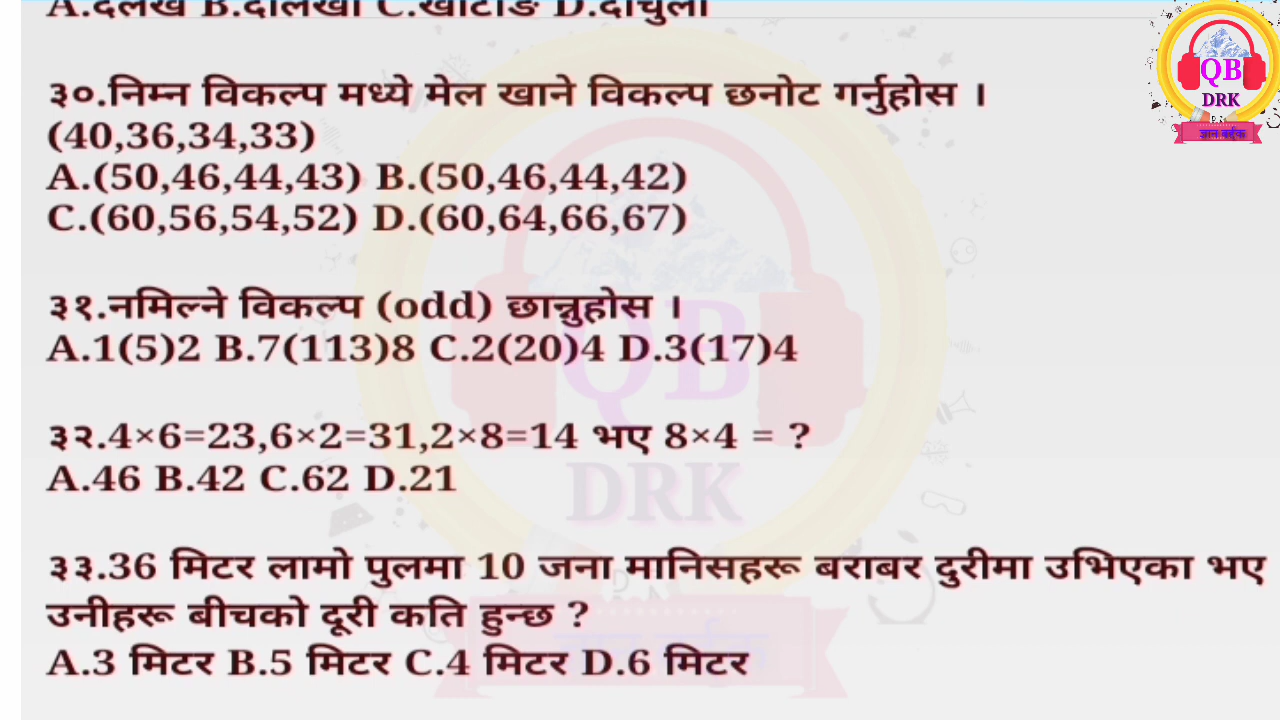 A.दैलेख B.दोलखा C.खोटाङ D.दार्चुला
३०.निम्न विकल्प मध्ये मेल खाने विकल्प छनोट गर्नुहोस ।
(40,36,34,33)
A.(50,46,44,43) B.(50,46,44,42)
C.(60,56,54,52) D.(60,64,66,67)
३१.नमिल्ने विकल्प (odd) छान्नुहोस ।
A.1(5)2 B.7(113)8 C.2(20)4 D.3(17)4
३२.4×6=23,6×2=31,2×8=14 भए 8×4 = ?
A.46 B.42 C.62 D.21
३३.36 मिटर लामो पुलमा 10 जना मानिसहरू बराबर दुरीमा उभिएका भए
उनीहरू बीचको दूरी कति हुन्छ ?
A.3 मिटर B.5 मिटर C.4 मिटर D.6 मिटर
QB
DRK
QB
DRK